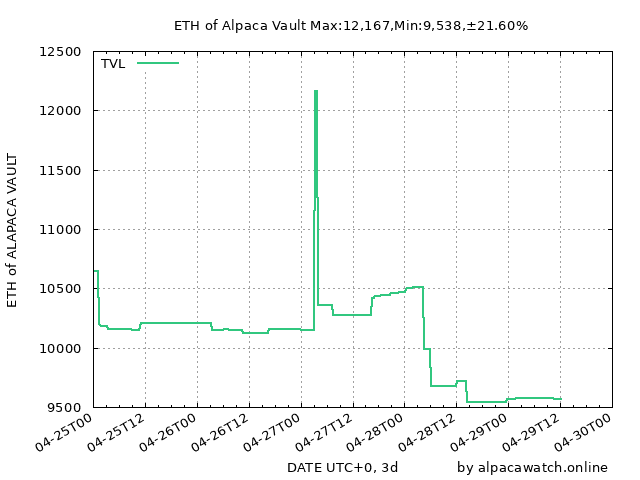 ETH of Alpaca Vault Max:12,167,Min:9,538,±21.60%
TVL
12500
12000
11500
11000
10500
10000
9500
ETH of ALAPACA VAULT
04-25T00
04-25T12
04-26T00
04-26T12
04-27T00
04-27T12
04-28T00
04-28T12
04-29T00
04-29T12
04-30T00
DATE UTC+0, 3d
by alpacawatch.online